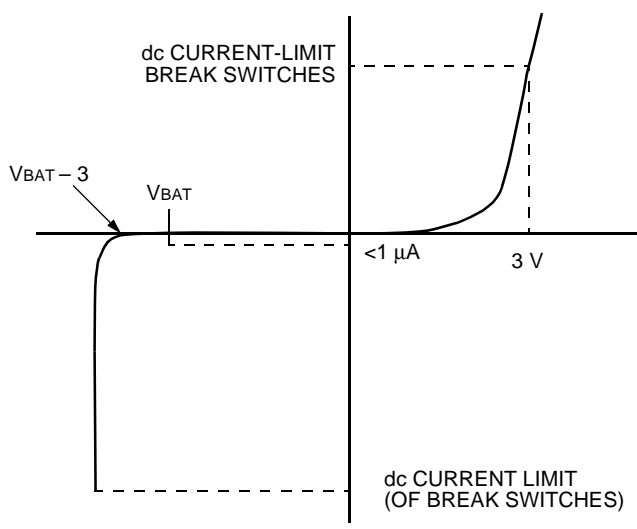 dc CURRENT-LIMIT
BREAK SWITCHES
VBAT – 3
VBAT
<1 μA
3 V
dc CURRENT LIMIT
(OF BREAK SWITCHES)